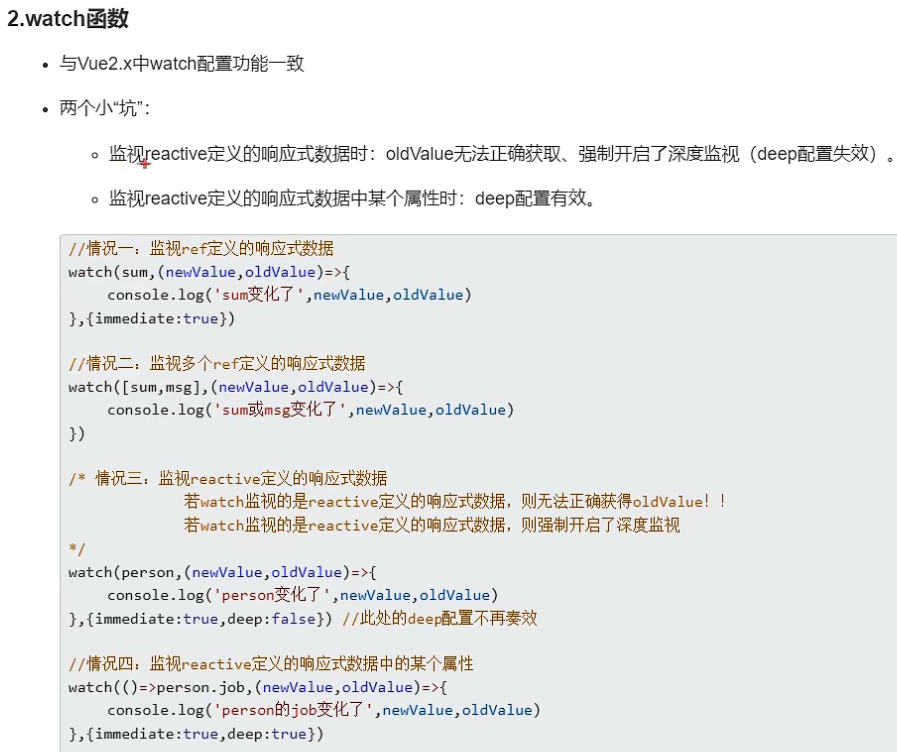 2.watch函数
• 与Vue2.x中watch配置功能一致
• 两个小“坑”：
◦ 监视reactive定义的响应式数据时：oldValue无法正确获取、强制开启了深度监视（deep配置失效）。
◦ 监视reactive定义的响应式数据中某个属性时：deep配置有效。
//情况一：监视ref定义的响应式数据
watch(sum,(newValue,oldValue)=>{
    console.log('sum变化了',newValue,oldValue)
},{immediate:true})
//情况二：监视多个ref定义的响应式数据
watch([sum,msg],(newValue,oldValue)=>{
    console.log('sum或msg变化了',newValue,oldValue)
})
/* 情况三：监视reactive定义的响应式数据
            若watch监视的是reactive定义的响应式数据，则无法正确获得oldValue！！
            若watch监视的是reactive定义的响应式数据，则强制开启了深度监视
*/
watch(person,(newValue,oldValue)=>{
    console.log('person变化了',newValue,oldValue)
},{immediate:true,deep:false}) //此处的deep配置不再奏效
//情况四：监视reactive定义的响应式数据中的某个属性
watch(()=>person.job,(newValue,oldValue)=>{
    console.log('person的job变化了',newValue,oldValue)
},{immediate:true,deep:true})